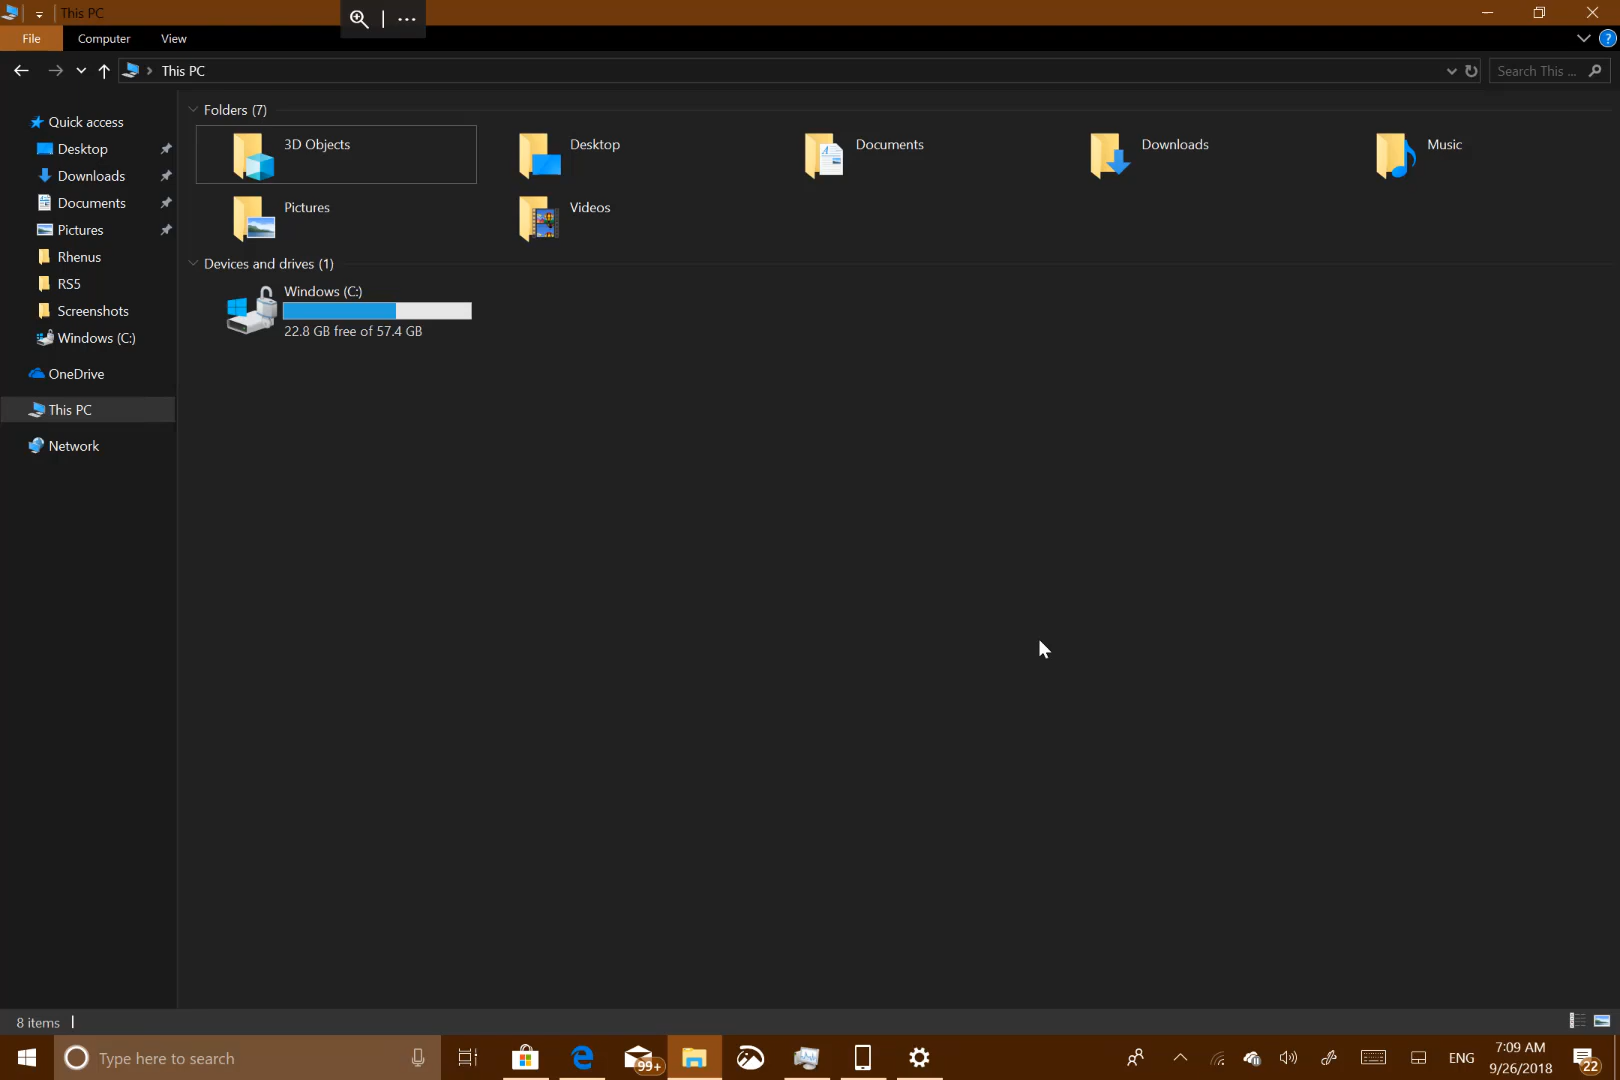 This PC
File
Computer
View
?
This PC
Search This ...
Quick access
Desktop
Downloads
Documents
Pictures
Rhenus
RS5
Screenshots
Windows (C:)
OneDrive
This PC
Network
Folders (7)
3D Objects
Desktop
Documents
Downloads
Music
Pictures
Videos
Devices and drives (1)
Windows (C:)
22.8 GB free of 57.4 GB
8 items
Type here to search
99+
ENG
7:09 AM
9/26/2018
22